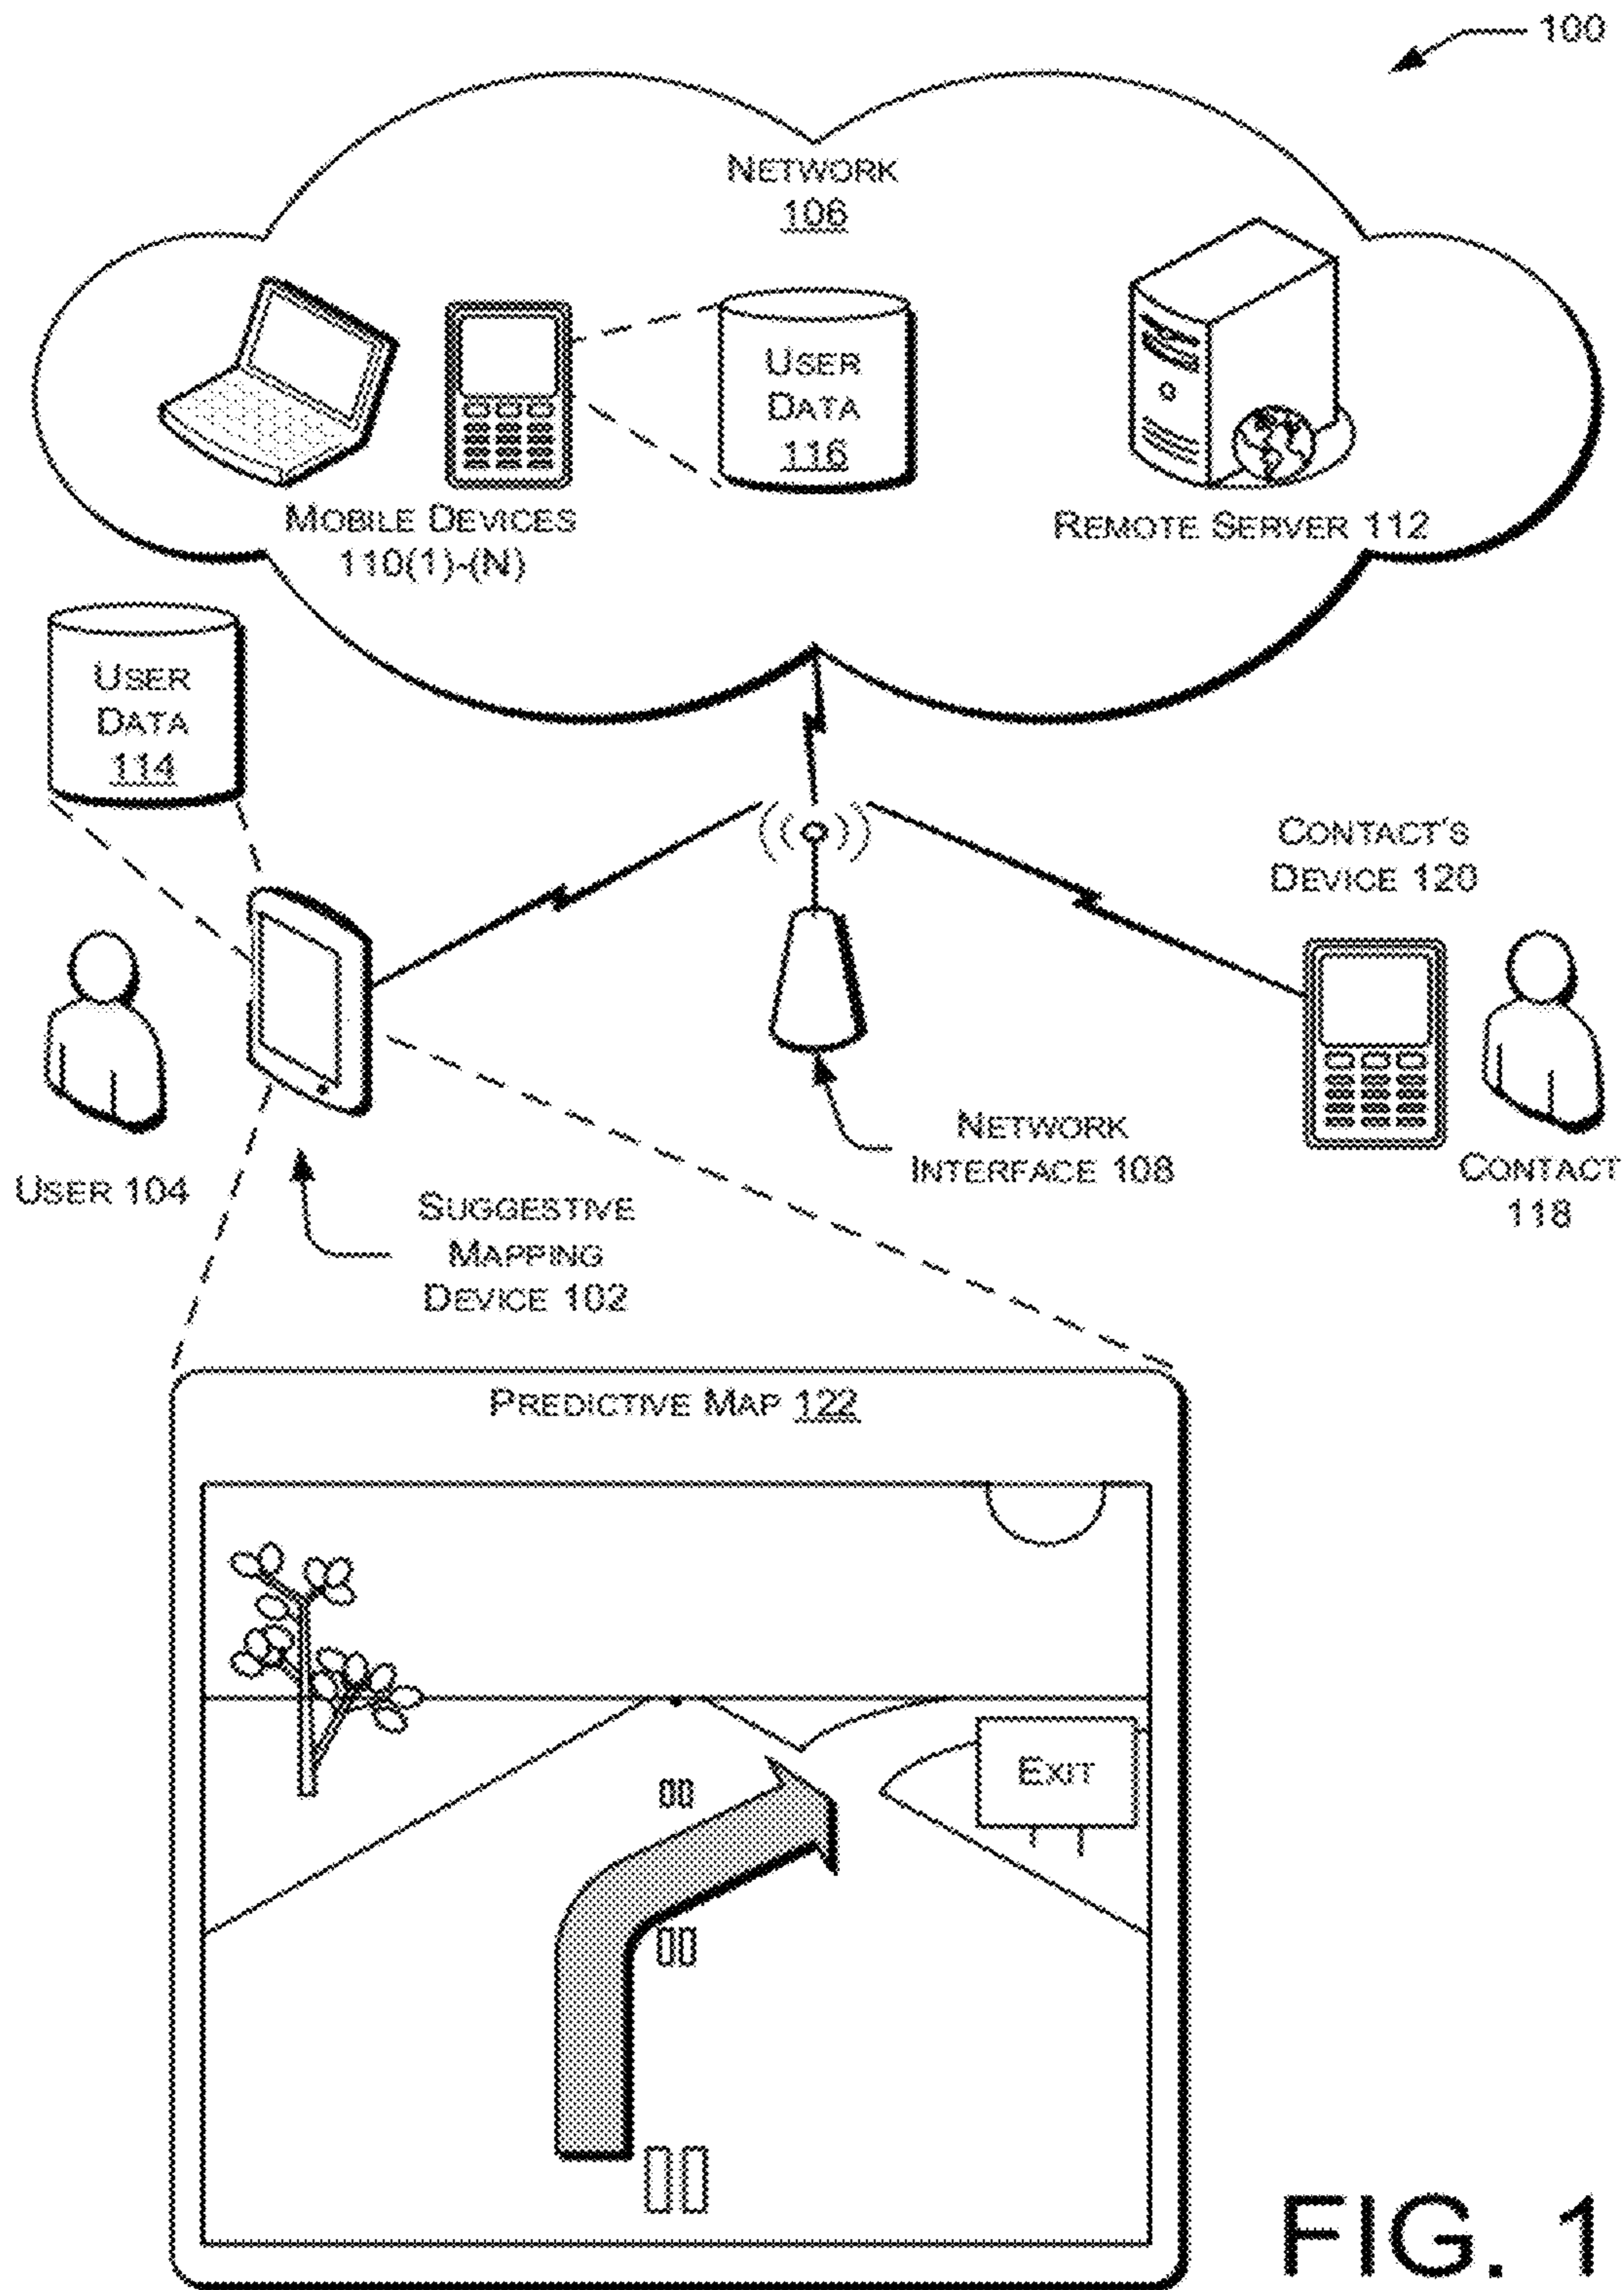 100
NETWORK
106
USER
DATA
116
MOBILE DEVICES
110(1)-(N)
REMOTE SERVER 112
USER
DATA
114
CONTACT'S
DEVICE 120
USER 104
SUGGESTIVE
MAPPING
DEVICE 102
NETWORK
INTERFACE 108
CONTACT
118
PREDICTIVE MAP 122
EXIT
FIG. 1